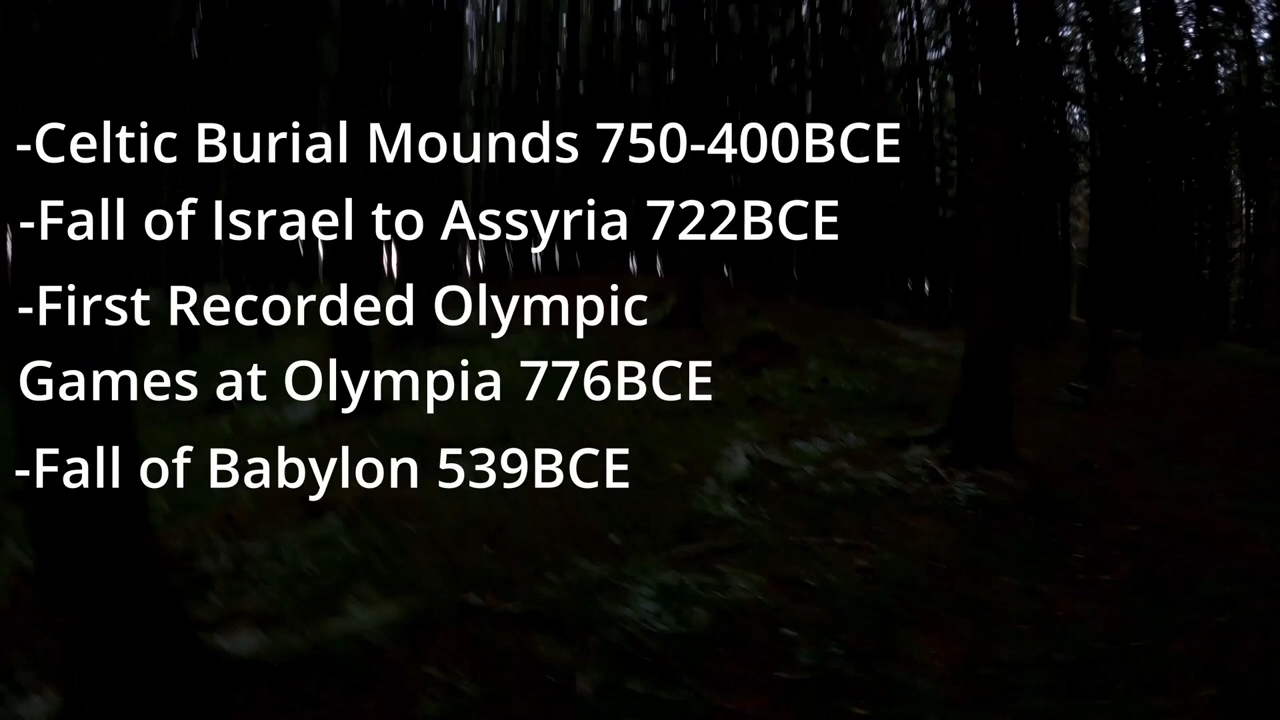 -Celtic Burial Mounds 750-400BCE
-Fall of Israel to Assyria 722BCE
-First Recorded Olympic
Games at Olympia 776BCE
-Fall of Babylon 539BCE